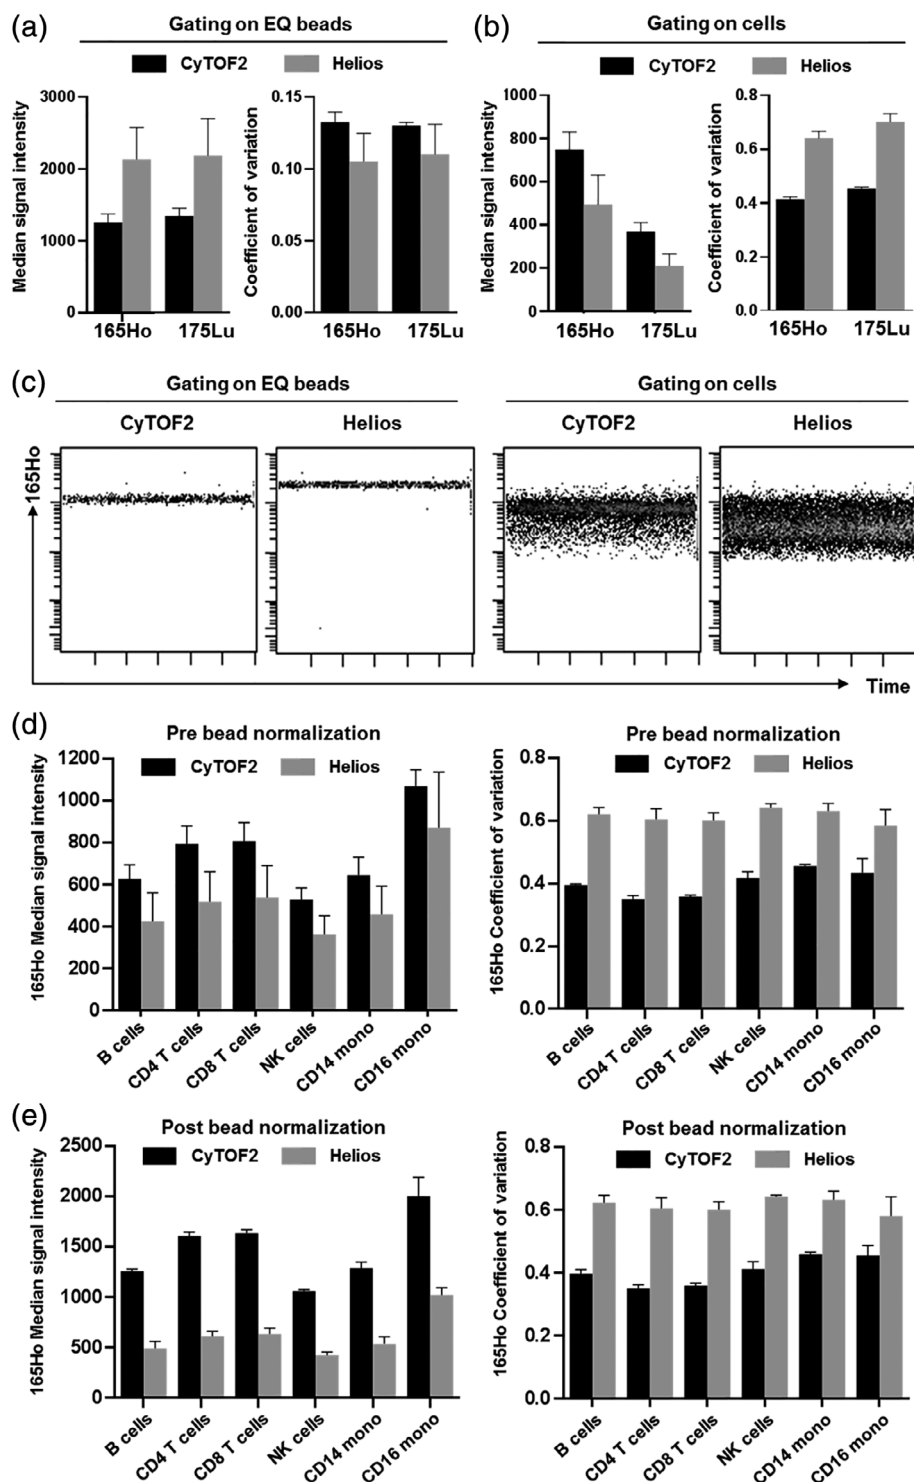 (a) Gating on EQ beads (b) Gating on cells
CyTOF2 Helios CyTOF2 Helios
Median signal intensity
3000
2000
1000
0
165Ho 175Lu
Coefficient of variation
0.15
0.10
0.05
0.00
165Ho 175Lu
Median signal intensity
1000
800
600
400
200
0
165Ho 175Lu
Coefficient of variation
0.8
0.6
0.4
0.2
0.0
165Ho 175Lu
(c) Gating on EQ beads Gating on cells
CyTOF2 Helios CyTOF2 Helios
165Ho
Time
(d) Pre bead normalization
CyTOF2 Helios
165Ho Median signal intensity
1200
1000
800
600
400
200
0
B cells
CD4 T cells
CD8 T cells
NK cells
CD14 mono
CD16 mono
Pre bead normalization
CyTOF2 Helios
165Ho Coefficient of variation
0.8
0.6
0.4
0.2
0.0
B cells
CD4 T cells
CD8 T cells
NK cells
CD14 mono
CD16 mono
(e) Post bead normalization
CyTOF2 Helios
165Ho Median signal intensity
2500
2000
1500
1000
500
0
B cells
CD4 T cells
CD8 T cells
NK cells
CD14 mono
CD16 mono
Post bead normalization
CyTOF2 Helios
165Ho Coefficient of variation
0.8
0.6
0.4
0.2
0.0
B cells
CD4 T cells
CD8 T cells
NK cells
CD14 mono
CD16 mono